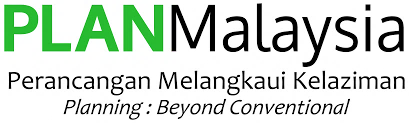 PLANMalaysia
Perancangan Melangkaui Kelaziman
Planning : Beyond Conventional